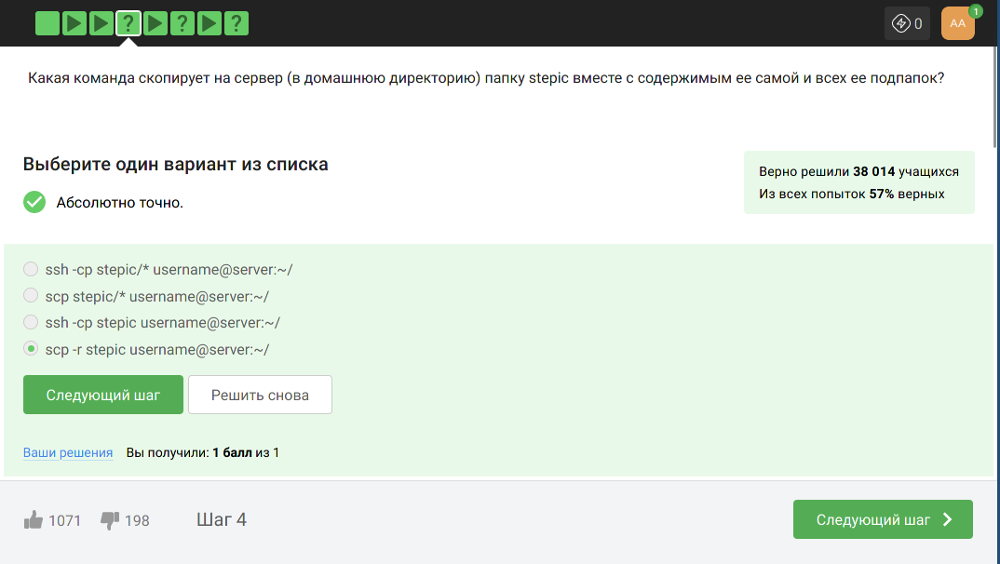 ? ? ?
0
AA
1
Какая команда скопирует на сервер (в домашнюю директорию) папку stepic вместе с содержимым ее самой и всех ее подпапок?
Выберите один вариант из списка
Абсолютно точно.
Верно решили 38 014 учащихся
Из всех попыток 57% верных
ssh -cp stepic/* username@server:~/
scp stepic/* username@server:~/
ssh -cp stepic username@server:~/
scp -r stepic username@server:~/
Следующий шаг
Решить снова
Ваши решения Вы получили: 1 балл из 1
1071 198 Шаг 4
Следующий шаг